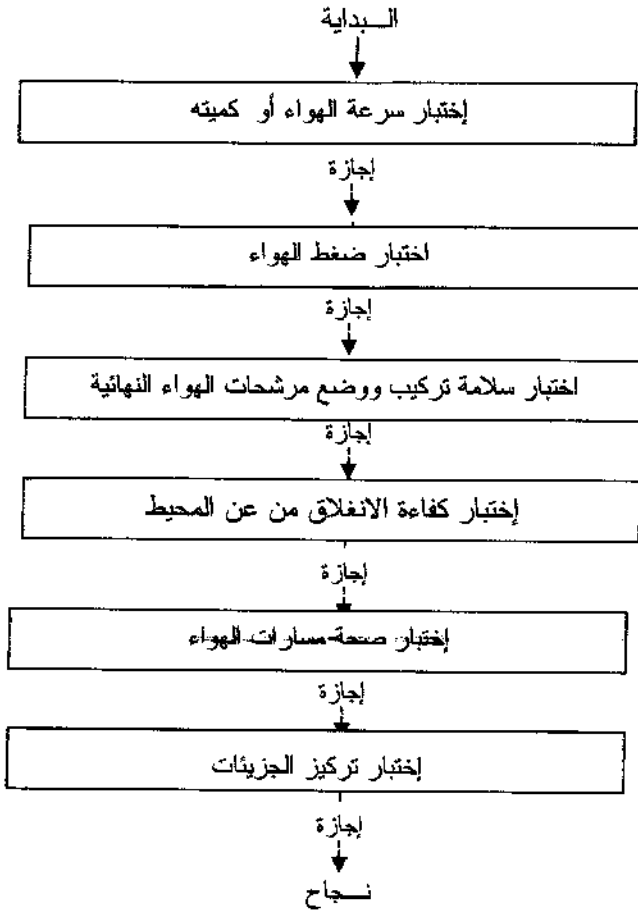 البداية
إختبار سرعة الهواء أو كميته
إجازة
اختبار ضغط الهواء
إجازة
اختبار سلامة تركيب ووضع مرشحات الهواء النهائية
إجازة
إختبار كفاءة الانغلاق من عن المحيط
إجازة
إختبار صحة مسارات الهواء
إجازة
إختبار تركيز الجزيئات
إجازة
نجاح